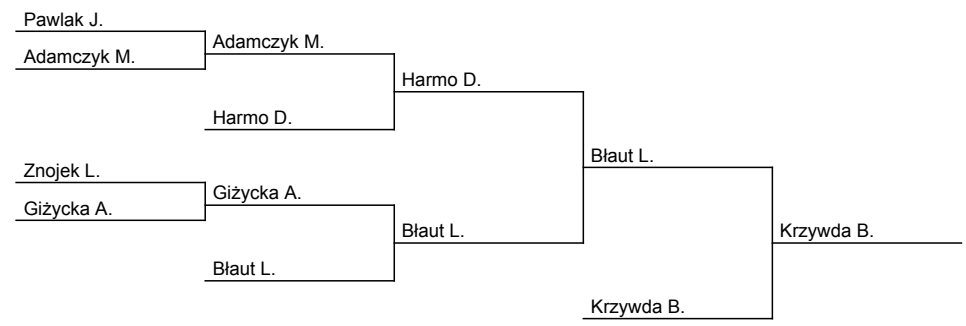 Pawlak J.
Adamczyk M.
Adamczyk M.
Harmo D.
Harmo D.
Znojek L.
Giżycka A.
Giżycka A.
Błaut L.
Błaut L.
Błaut L.
Krzywda B.
Krzywda B.